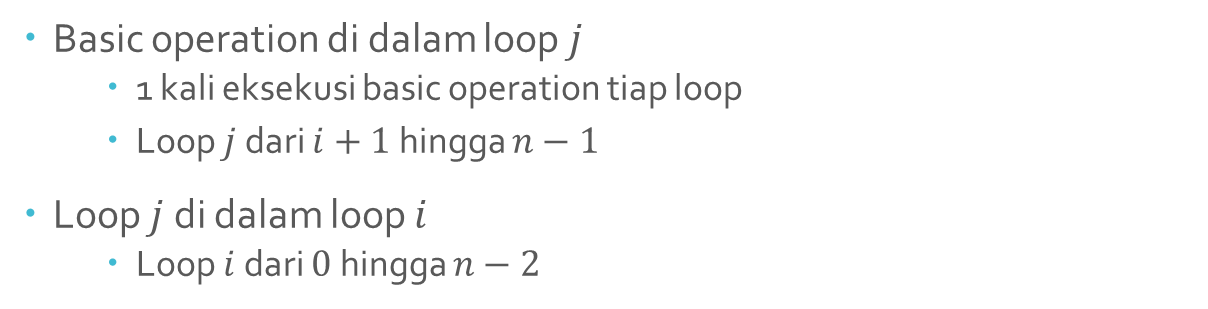 • Basic operation di dalam loop j
• 1 kali eksekusi basic operation tiap loop
• Loop j dari i + 1 hingga n − 1
• Loop j di dalam loop i
• Loop i dari 0 hingga n − 2